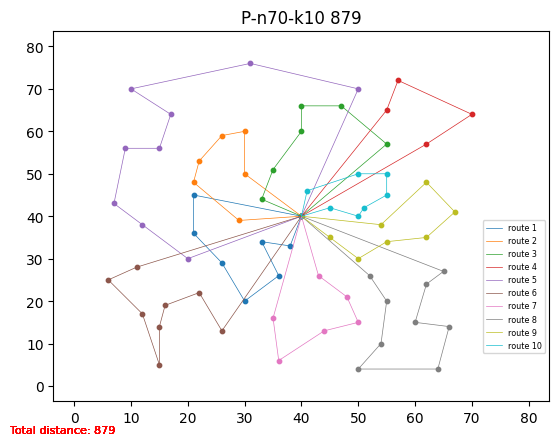 P-n70-k10 879
80
70
60
50
40
30
20
10
0
route 1
route 2
route 3
route 4
route 5
route 6
route 7
route 8
route 9
route 10
0 10 20 30 40 50 60 70 80
Total distance: 879